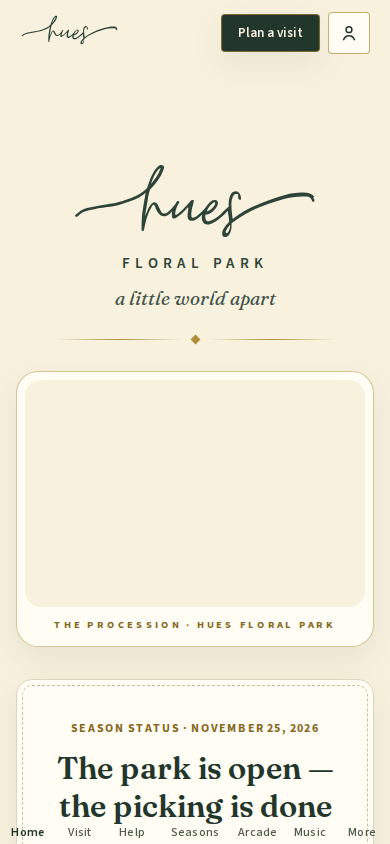 hues
Plan a visit
hues
FLORAL PARK
a little world apart
THE PROCESSION · HUES FLORAL PARK
SEASON STATUS · NOVEMBER 25, 2026
The park is open —
the picking is done
Home Visit Help Seasons Arcade Music More